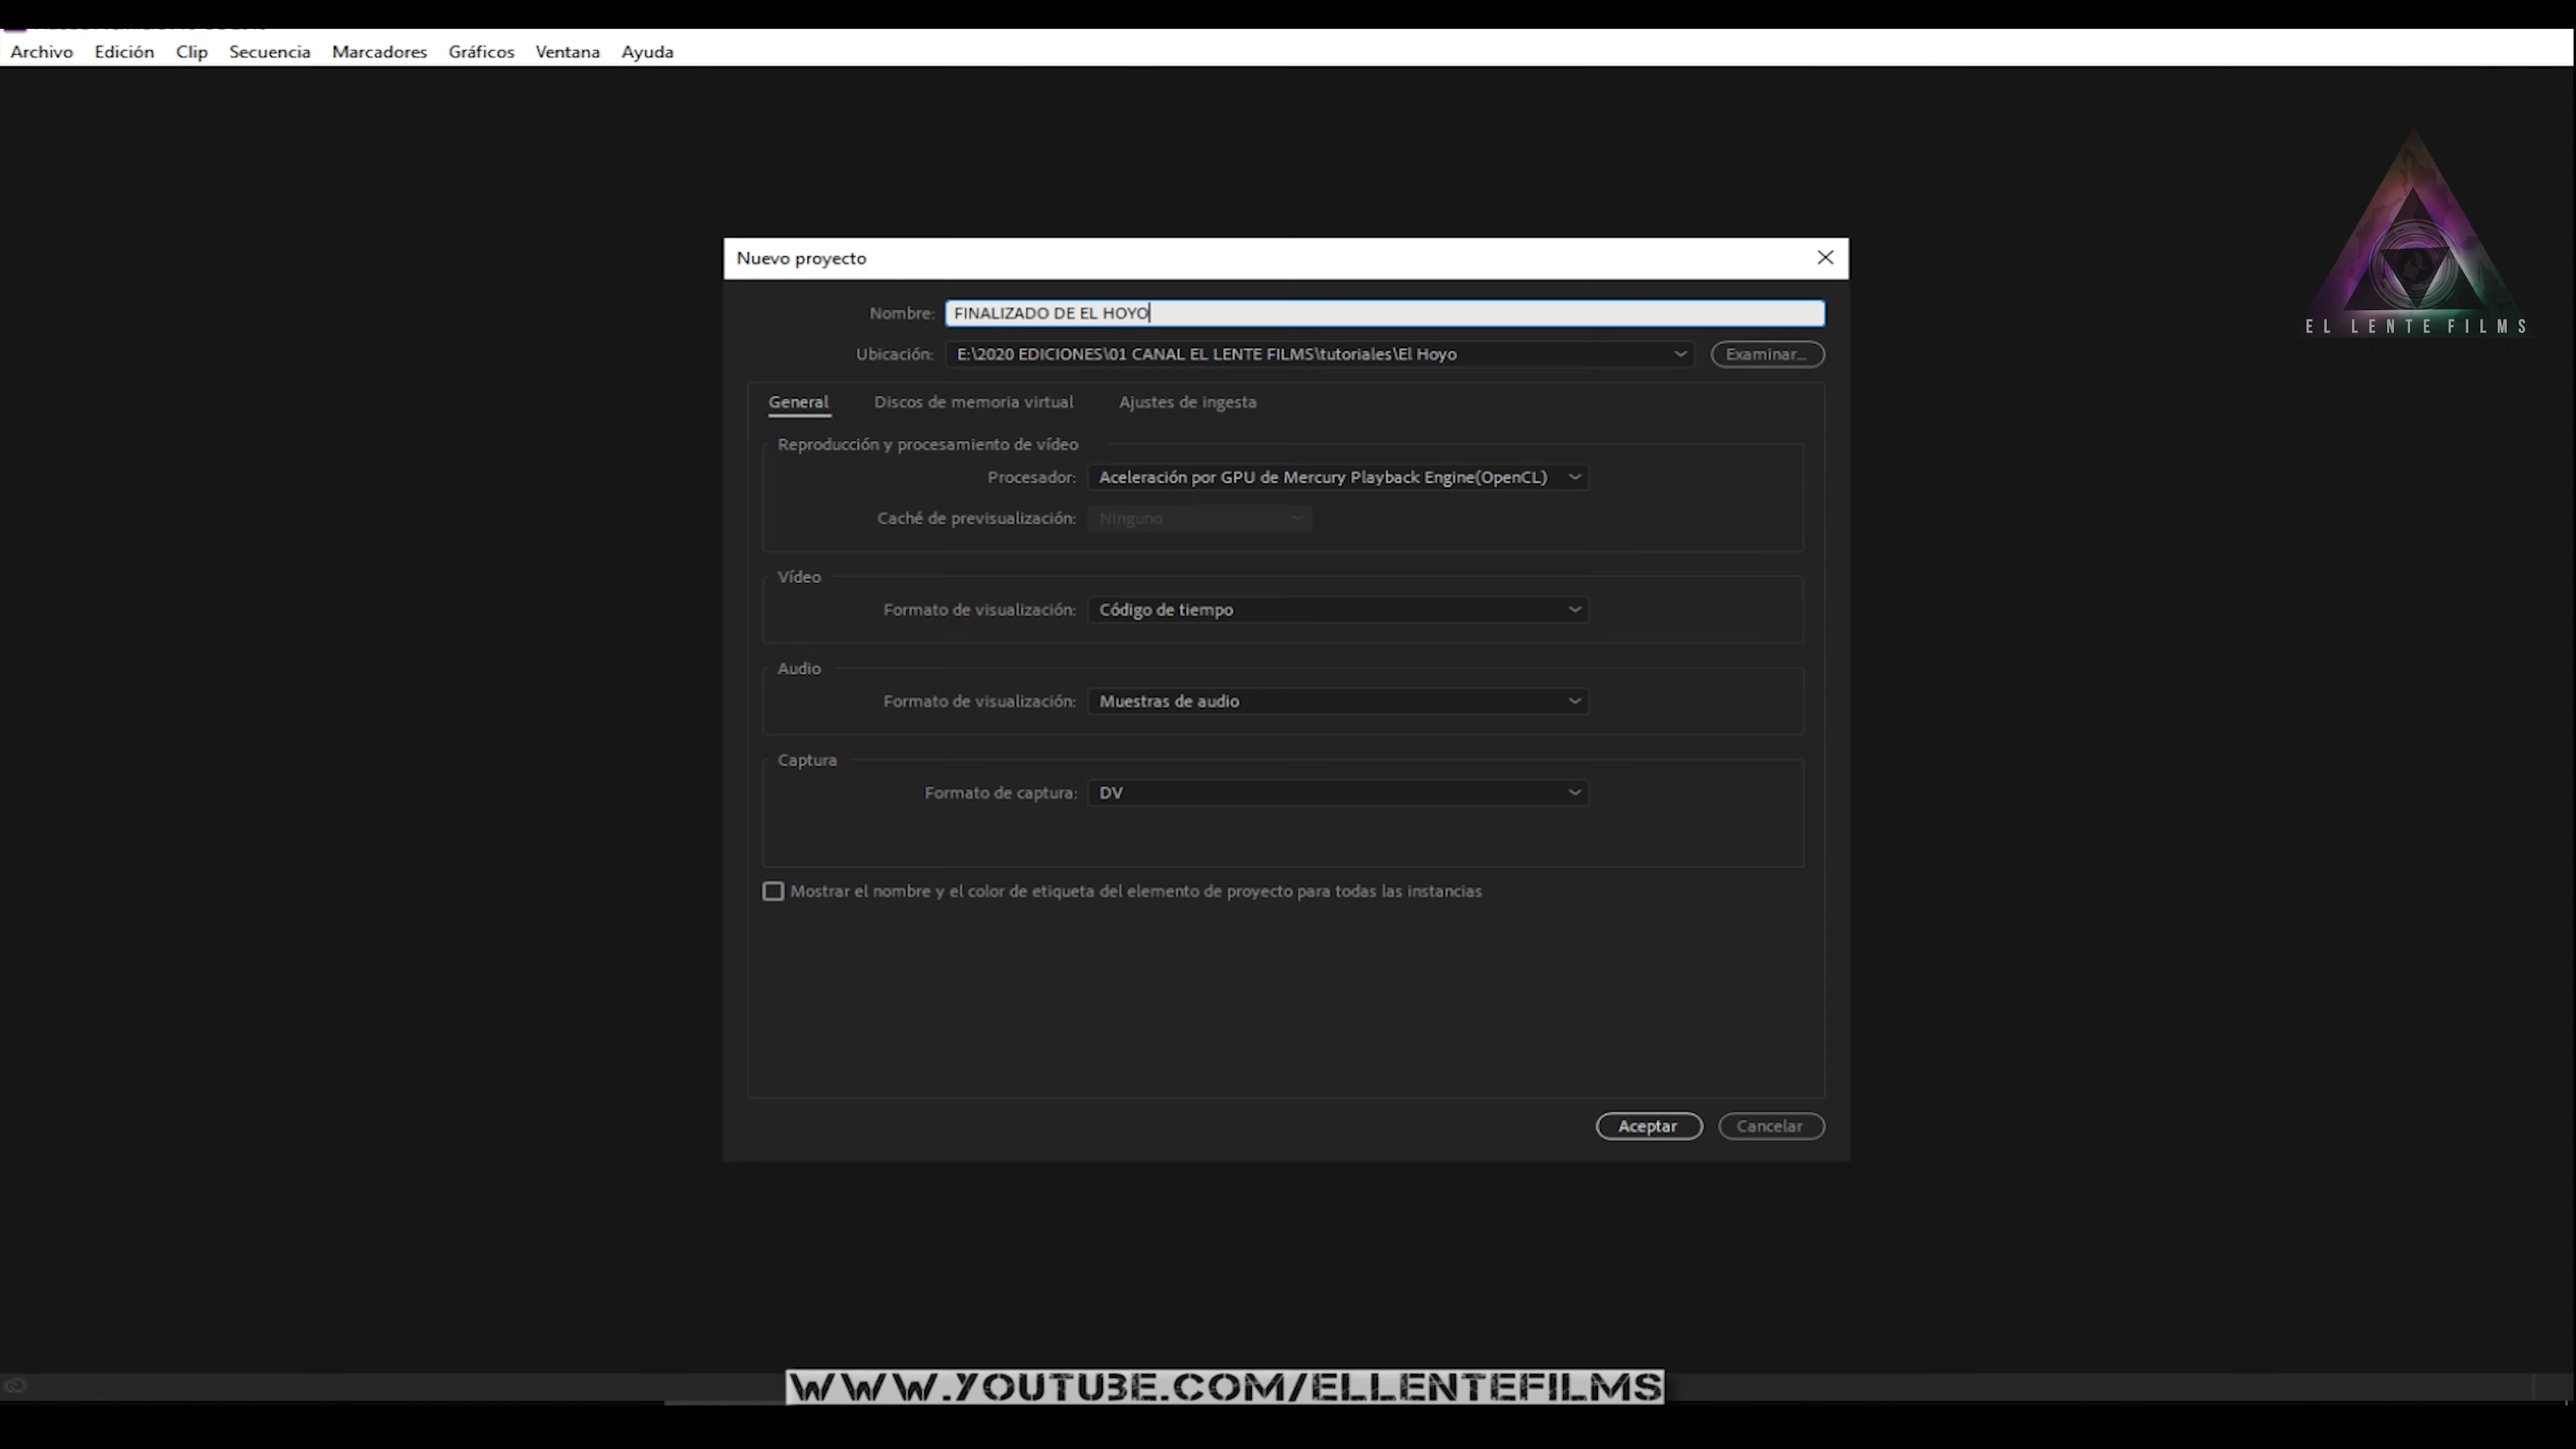 Archivo Edición Clip Secuencia Marcadores Gráficos Ventana Ayuda
EL LENTE FILMS
Nuevo proyecto
Nombre: FINALIZADO DE EL HOYO
Ubicación: E:\2020 EDICIONES\01 CANAL EL LENTE FILMS\tutoriales\El Hoyo Examinar...
General Discos de memoria virtual Ajustes de ingesta
Reproducción y procesamiento de vídeo
Procesador: Aceleración por GPU de Mercury Playback Engine(OpenCL)
Caché de previsualización: Ninguno
Vídeo
Formato de visualización: Código de tiempo
Audio
Formato de visualización: Muestras de audio
Captura
Formato de captura: DV
Mostrar el nombre y el color de etiqueta del elemento de proyecto para todas las instancias
Aceptar Cancelar
WWW.YOUTUBE.COM/ELLENTEFILMS